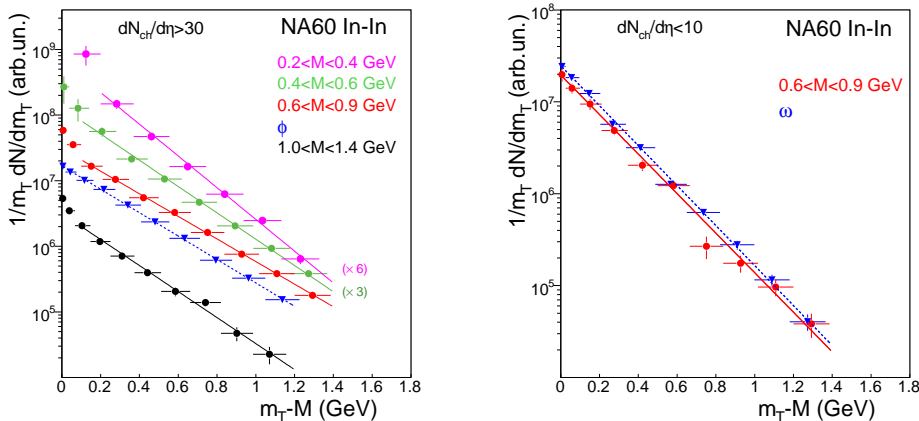 dN_ch/dη>30
NA60 In-In
0.2<M<0.4 GeV
0.4<M<0.6 GeV
0.6<M<0.9 GeV
ϕ
1.0<M<1.4 GeV
(× 6)
(× 3)
1/m_T dN/dm_T (arb.un.)
10^9
10^8
10^7
10^6
10^5
0 0.2 0.4 0.6 0.8 1 1.2 1.4 1.6 1.8
m_T-M (GeV)
dN_ch/dη<10
NA60 In-In
0.6<M<0.9 GeV
ω
1/m_T dN/dm_T (arb.un.)
10^8
10^7
10^6
10^5
0 0.2 0.4 0.6 0.8 1 1.2 1.4 1.6 1.8
m_T-M (GeV)